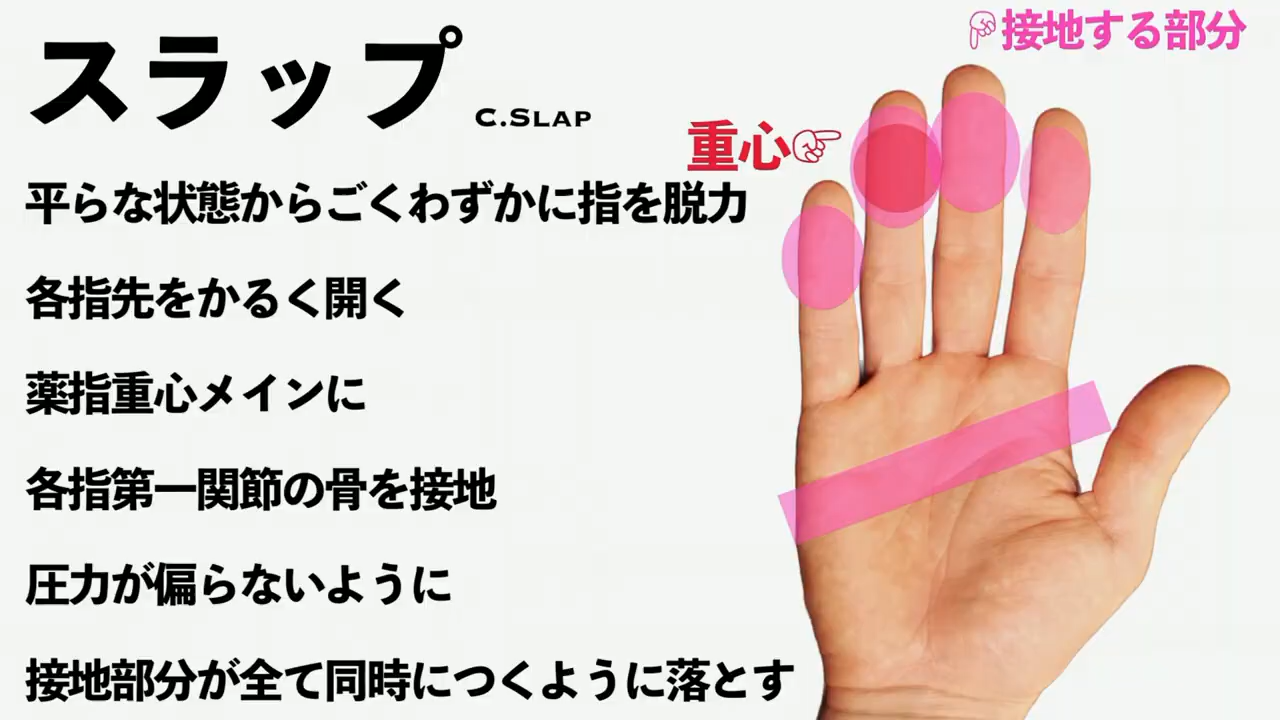 スラップ C.SLAP
☟接地する部分
重心☞
平らな状態からごくわずかに指を脱力
各指先をかるく開く
薬指重心メインに
各指第一関節の骨を接地
圧力が偏らないように
接地部分が全て同時につくように落とす